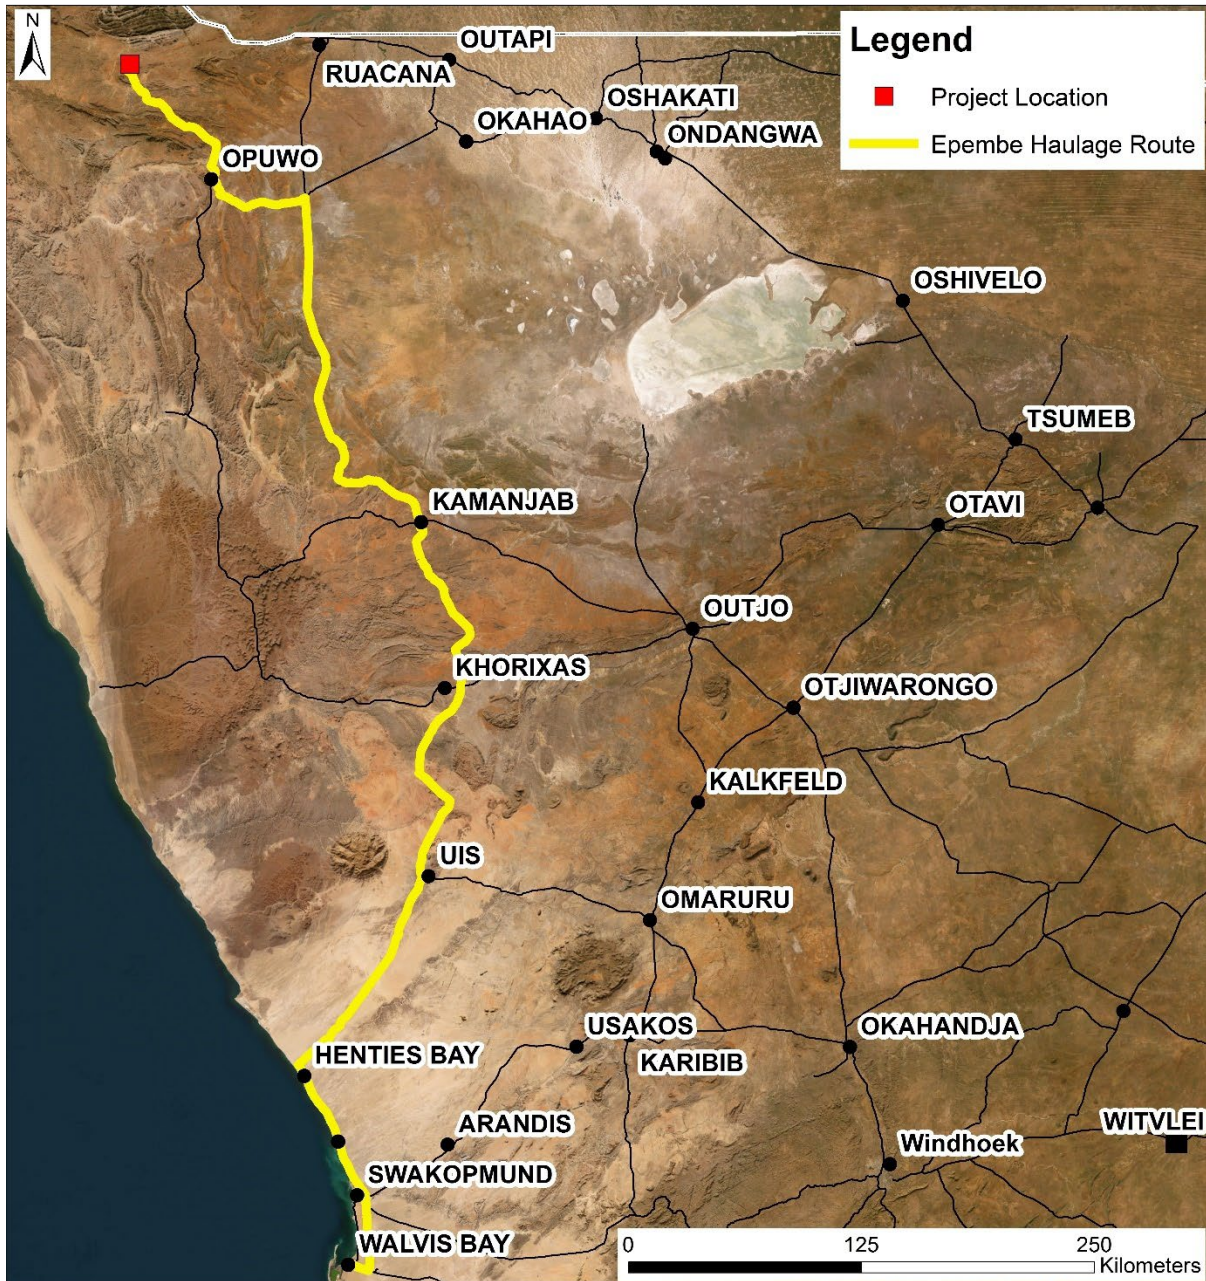 N
Legend
Project Location
Epembe Haulage Route
OUTAPI
RUACANA
OSHAKATI
OKAHAO
ONDANGWA
OPUWO
OSHIVELO
TSUMEB
KAMANJAB
OTAVI
OUTJO
KHORIXAS
OTJIWARONGO
KALKFELD
UIS
OMARURU
USAKOS
OKAHANDJA
HENTIES BAY
KARIBIB
ARANDIS
WITVLEI
Windhoek
SWAKOPMUND
WALVIS BAY
0 125 250
Kilometers